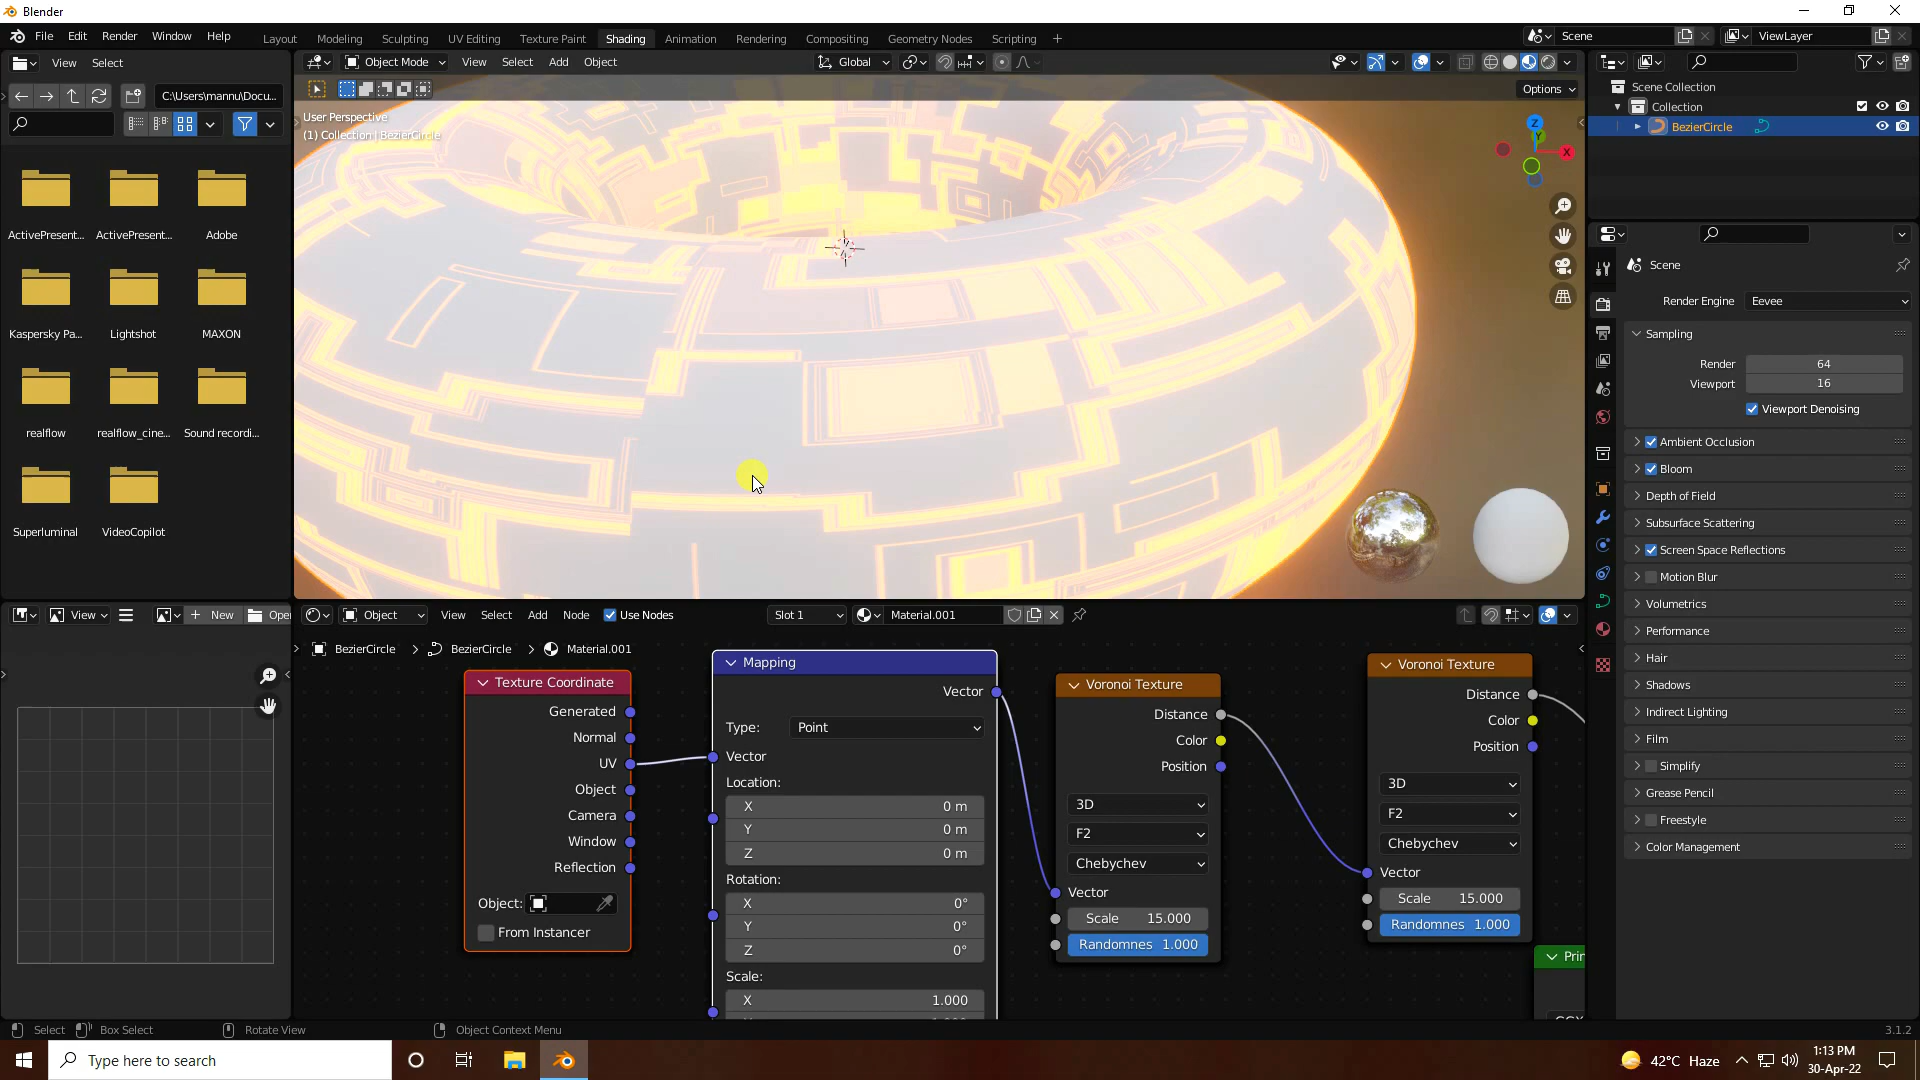 Blender
File Edit Render Window Help
Layout Modeling Sculpting UV Editing Texture Paint Shading Animation Rendering Compositing Geometry Nodes Scripting +
Scene
ViewLayer
View Select
Object Mode View Select Add Object
Global
C:\Users\mannu\Docu...
Options
User Perspective
(1) Collection | BezierCircle
Z
Y
X
ActivePresent... ActivePresent... Adobe
Kaspersky Pa... Lightshot MAXON
realflow realflow_cine... Sound recordi...
Superluminal VideoCopilot
Scene Collection
Collection
BezierCircle
Scene
Render Engine Eevee
Sampling
Render 64
Viewport 16
Viewport Denoising
Ambient Occlusion
Bloom
Depth of Field
Subsurface Scattering
Screen Space Reflections
Motion Blur
Volumetrics
Performance
Hair
Shadows
Indirect Lighting
Film
Simplify
Grease Pencil
Freestyle
Color Management
View New Ope
Object View Select Add Node Use Nodes
Slot 1 Material.001
BezierCircle BezierCircle Material.001
Texture Coordinate
Generated
Normal
UV
Object
Camera
Window
Reflection
Object:
From Instancer
Mapping
Vector
Type: Point
Vector
Location:
X 0 m
Y 0 m
Z 0 m
Rotation:
X 0°
Y 0°
Z 0°
Scale:
X 1.000
Voronoi Texture
Distance
Color
Position
3D
F2
Chebychev
Vector
Scale 15.000
Randomnes 1.000
Voronoi Texture
Distance
Color
Position
3D
F2
Chebychev
Vector
Scale 15.000
Randomnes 1.000
Prin
Select Box Select Rotate View Object Context Menu
3.1.2
Type here to search
42°C Haze
1:13 PM
30-Apr-22